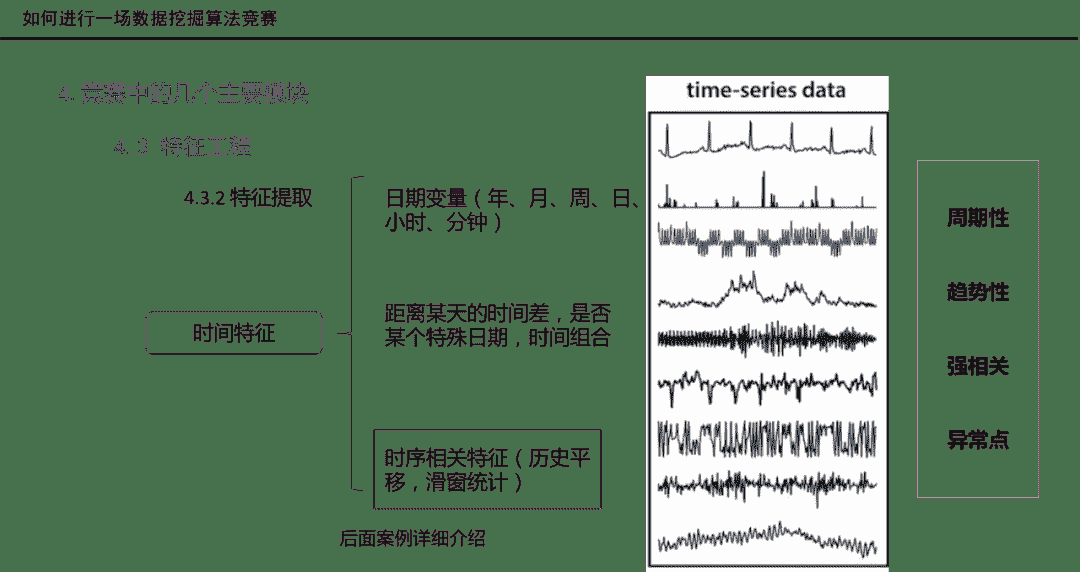 如何进行一场数据挖掘算法竞赛
4. 竞赛中的几个主要模块
4. 3 特征工程
4.3.2 特征提取
时间特征
日期变量（年、月、周、日、
小时、分钟）
距离某天的时间差，是否
某个特殊日期，时间组合
时序相关特征（历史平
移，滑窗统计）
后面案例详细介绍
time-series data
周期性
趋势性
强相关
异常点